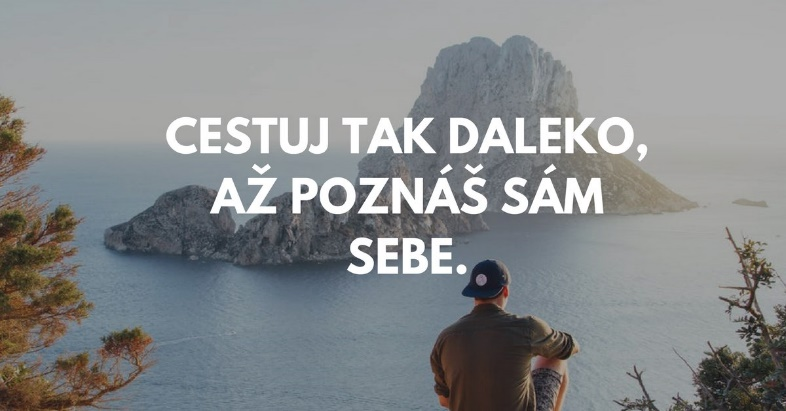 CESTUJ TAK DALEKO,
AŽ POZNÁŠ SÁM
SEBE.